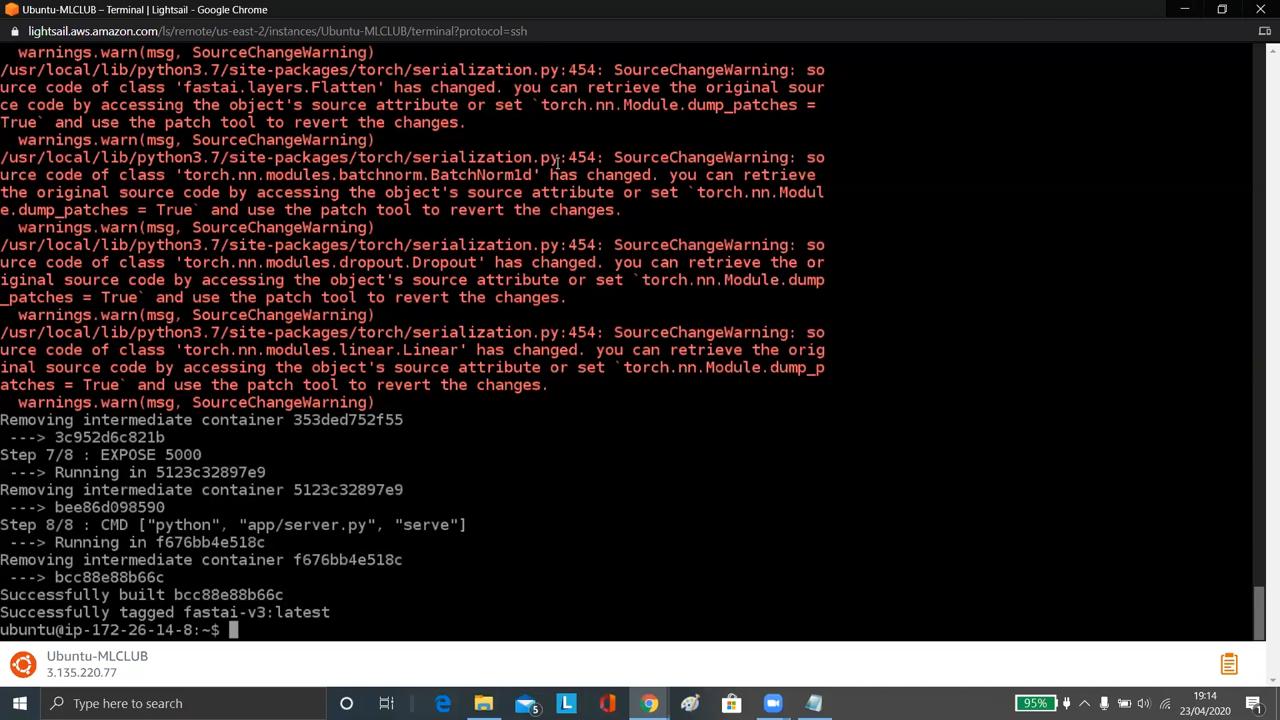 Ubuntu-MLCLUB – Terminal | Lightsail - Google Chrome
lightsail.aws.amazon.com/ls/remote/us-east-2/instances/Ubuntu-MLCLUB/terminal?protocol=ssh
warnings.warn(msg, SourceChangeWarning)
/usr/local/lib/python3.7/site-packages/torch/serialization.py:454: SourceChangeWarning: so
urce code of class 'fastai.layers.Flatten' has changed. you can retrieve the original sour
ce code by accessing the object's source attribute or set `torch.nn.Module.dump_patches =
True` and use the patch tool to revert the changes.
warnings.warn(msg, SourceChangeWarning)
/usr/local/lib/python3.7/site-packages/torch/serialization.py:454: SourceChangeWarning: so
urce code of class 'torch.nn.modules.batchnorm.BatchNorm1d' has changed. you can retrieve
the original source code by accessing the object's source attribute or set `torch.nn.Modul
e.dump_patches = True` and use the patch tool to revert the changes.
warnings.warn(msg, SourceChangeWarning)
/usr/local/lib/python3.7/site-packages/torch/serialization.py:454: SourceChangeWarning: so
urce code of class 'torch.nn.modules.dropout.Dropout' has changed. you can retrieve the or
iginal source code by accessing the object's source attribute or set `torch.nn.Module.dump
_patches = True` and use the patch tool to revert the changes.
warnings.warn(msg, SourceChangeWarning)
/usr/local/lib/python3.7/site-packages/torch/serialization.py:454: SourceChangeWarning: so
urce code of class 'torch.nn.modules.linear.Linear' has changed. you can retrieve the orig
inal source code by accessing the object's source attribute or set `torch.nn.Module.dump_p
atches = True` and use the patch tool to revert the changes.
warnings.warn(msg, SourceChangeWarning)
Removing intermediate container 353ded752f55
---> 3c952d6c821b
Step 7/8 : EXPOSE 5000
---> Running in 5123c32897e9
Removing intermediate container 5123c32897e9
---> bee86d098590
Step 8/8 : CMD ["python", "app/server.py", "serve"]
---> Running in f676bb4e518c
Removing intermediate container f676bb4e518c
---> bcc88e88b66c
Successfully built bcc88e88b66c
Successfully tagged fastai-v3:latest
ubuntu@ip-172-26-14-8:~$
Ubuntu-MLCLUB
3.135.220.77
Type here to search
5
L
95%
19:14
23/04/2020
1